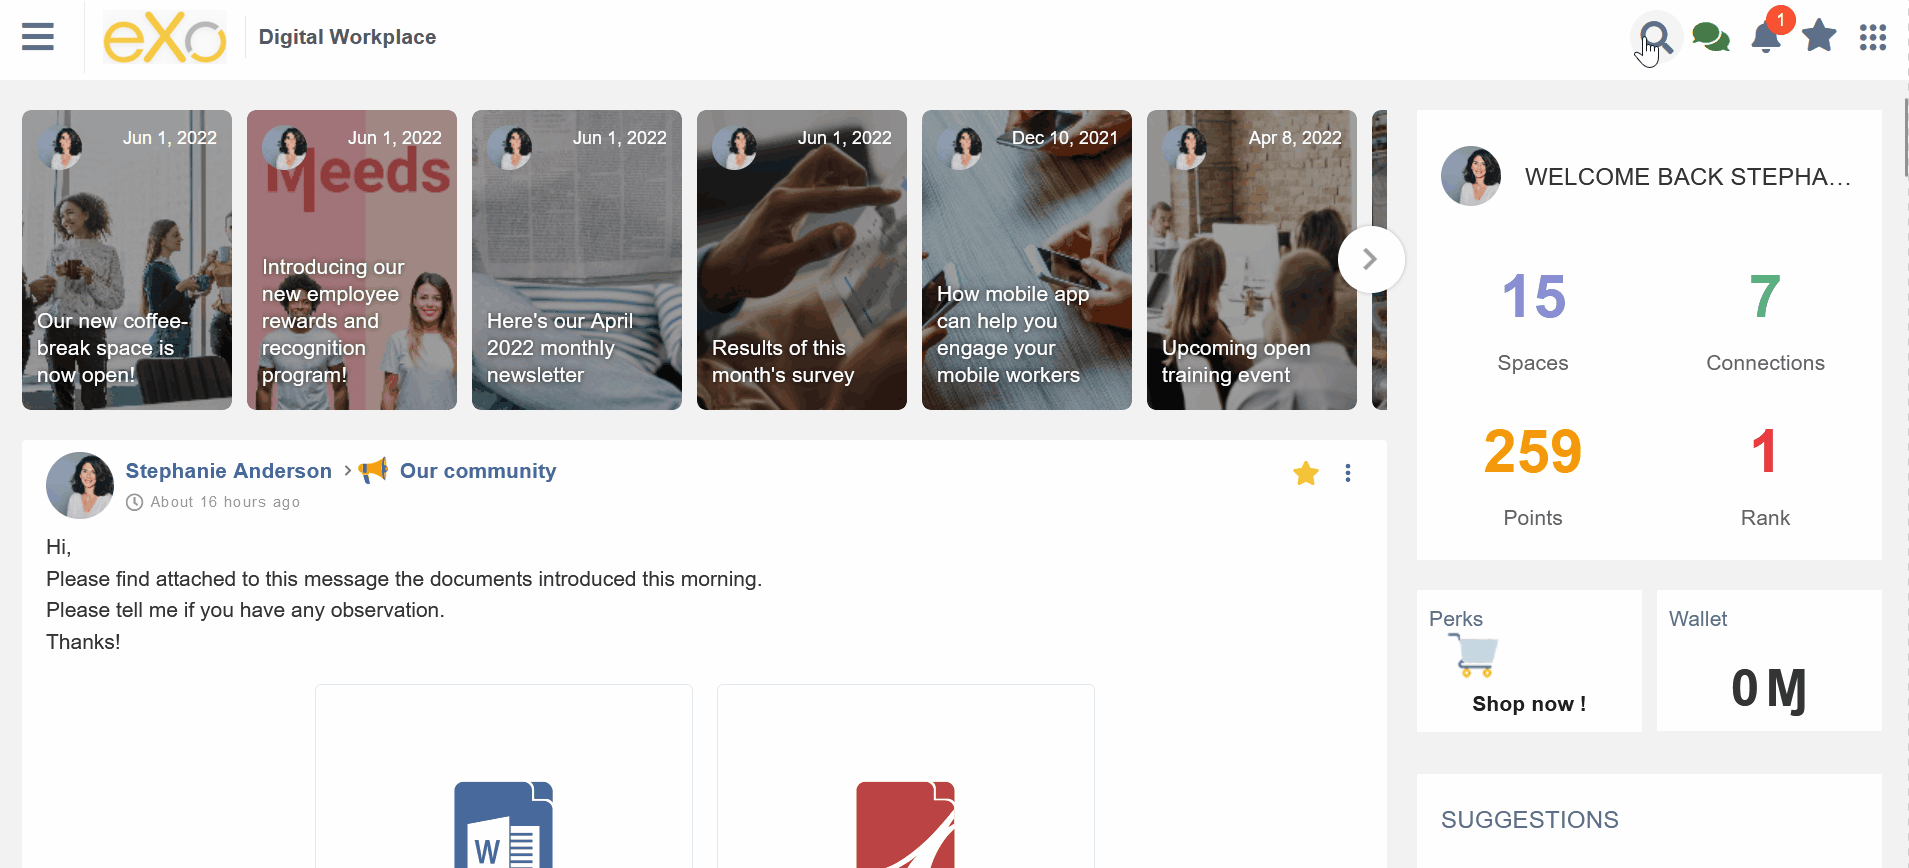 eXo
Digital Workplace
1
Jun 1, 2022
Our new coffee-
break space is
now open!
Jun 1, 2022
Meeds
Introducing our
new employee
rewards and
recognition
program!
Jun 1, 2022
Here's our April
2022 monthly
newsletter
Jun 1, 2022
Results of this
month's survey
Dec 10, 2021
How mobile app
can help you
engage your
mobile workers
Apr 8, 2022
Upcoming open
training event
Stephanie Anderson > Our community
About 16 hours ago
Hi,
Please find attached to this message the documents introduced this morning.
Please tell me if you have any observation.
Thanks!
W
WELCOME BACK STEPHA...
15
Spaces
7
Connections
259
Points
1
Rank
Perks
Shop now !
Wallet
0 M
SUGGESTIONS